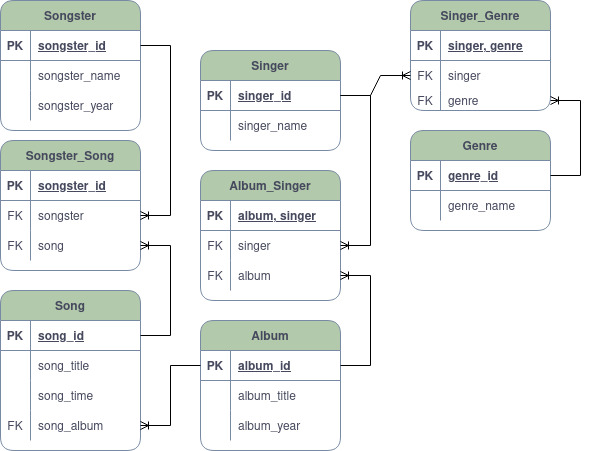 Songster
PK songster_id
songster_name
songster_year
Songster_Song
PK songster_id
FK songster
FK song
Song
PK song_id
song_title
song_time
FK song_album
Singer
PK singer_id
singer_name
Album_Singer
PK album, singer
FK singer
FK album
Album
PK album_id
album_title
album_year
Singer_Genre
PK singer, genre
FK singer
FK genre
Genre
PK genre_id
genre_name